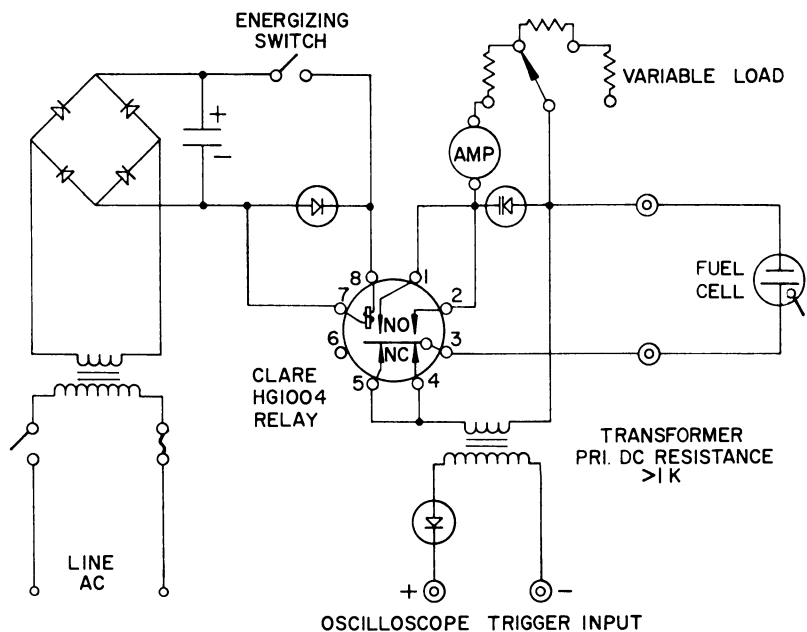 ENERGIZING
SWITCH
VARIABLE LOAD
+
AMP
−
FUEL
CELL
8
1
7
2
NO
6
NC
3
5
4
CLARE
HG1004
RELAY
TRANSFORMER
PRI. DC RESISTANCE
>1 K
LINE
AC
+
−
OSCILLOSCOPE TRIGGER INPUT